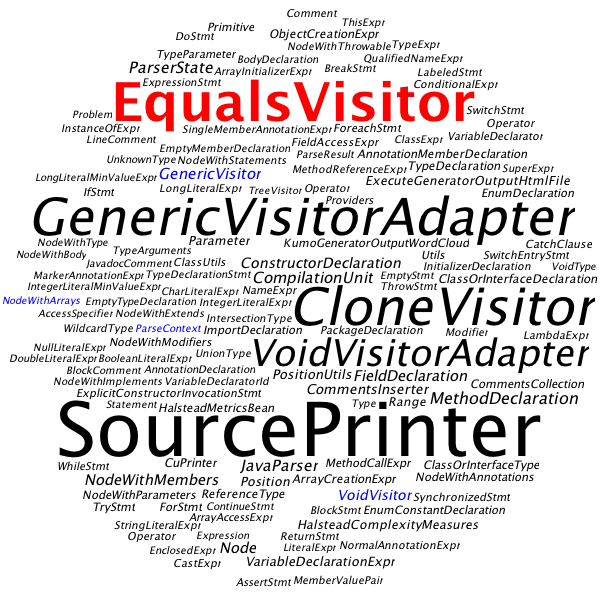 Comment
ThisExpr
Primitive
DoStmt
ObjectCreationExpr
NodeWithThrowable
TypeExpr
TypeParameter
BodyDeclaration
QualifiedNameExpr
ParserState
ArrayInitializerExpr
BreakStmt
LabeledStmt
ExpressionStmt
ConditionalExpr
EqualsVisitor
Problem
SwitchStmt
InstanceOfExpr
SingleMemberAnnotationExpr
ForeachStmt
Operator
LineComment
FieldAccessExpr
ClassExpr
VariableDeclarator
EmptyMemberDeclaration
ParseResult
AnnotationMemberDeclaration
UnknownType
NodeWithStatements
MethodReferenceExpr
TypeDeclaration
SuperExpr
LongLiteralMinValueExpr
GenericVisitor
ExecuteGeneratorOutputHtmlFile
IfStmt
LongLiteralExpr
TreeVisitor
Operator
EnumDeclaration
Providers
GenericVisitorAdapter
NodeWithType
Parameter
KumoGeneratorOutputWordCloud
CatchClause
NodeWithBody
TypeArguments
Utils
SwitchEntryStmt
JavadocComment
ClassUtils
ConstructorDeclaration
InitializerDeclaration
VoidType
MarkerAnnotationExpr
TypeDeclarationStmt
CompilationUnit
EmptyStmt
ClassOrInterfaceDeclaration
IntegerLiteralMinValueExpr
CharLiteralExpr
NameExpr
ThrowStmt
CloneVisitor
NodeWithArrays
EmptyTypeDeclaration
IntegerLiteralExpr
AccessSpecifier
NodeWithExtends
IntersectionType
WildcardType
ParseContext
ImportDeclaration
PackageDeclaration
Modifier
LambdaExpr
NullLiteralExpr
NodeWithModifiers
VoidVisitorAdapter
DoubleLiteralExpr
BooleanLiteralExpr
UnionType
BlockComment
AnnotationDeclaration
PositionUtils
FieldDeclaration
NodeWithImplements
VariableDeclaratorId
CommentsCollection
ExplicitConstructorInvocationStmt
CommentsInserter
Statement
HalsteadMetricsBean
Type
Range
MethodDeclaration
SourcePrinter
WhileStmt
CuPrinter
JavaParser
MethodCallExpr
ClassOrInterfaceType
NodeWithMembers
Position
ArrayCreationExpr
NodeWithAnnotations
NodeWithParameters
ReferenceType
VoidVisitor
SynchronizedStmt
TryStmt
ForStmt
ContinueStmt
BlockStmt
EnumConstantDeclaration
ArrayAccessExpr
StringLiteralExpr
HalsteadComplexityMeasures
Operator
Expression
ReturnStmt
EnclosedExpr
Node
LiteralExpr
NormalAnnotationExpr
CastExpr
VariableDeclarationExpr
AssertStmt
MemberValuePair